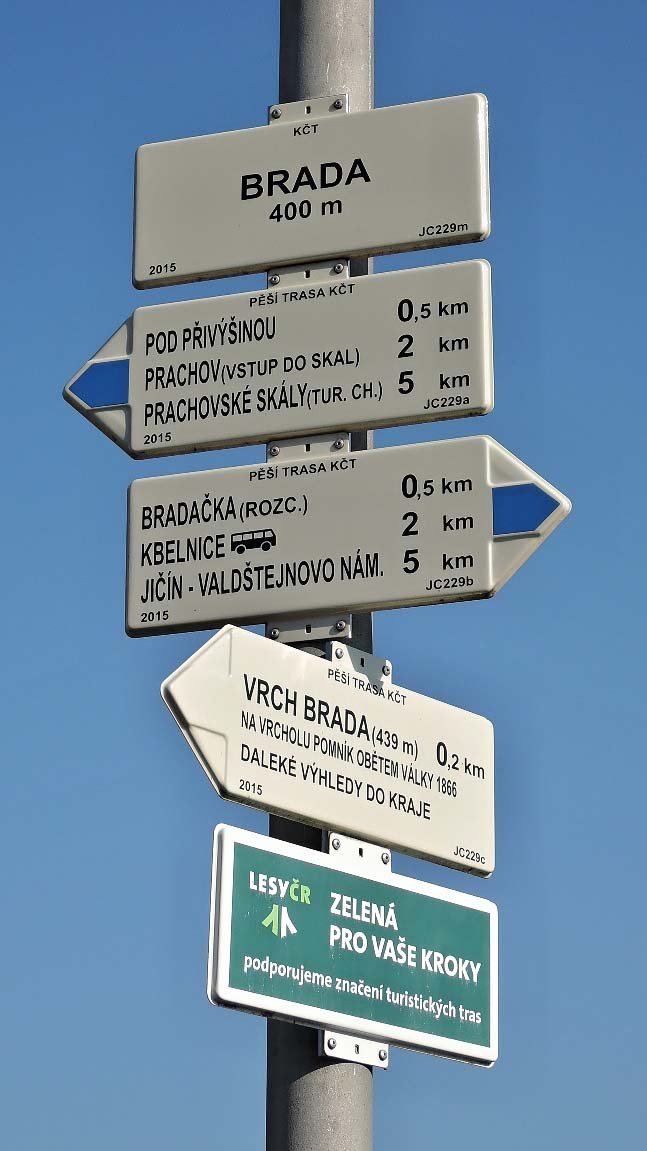 KČT
BRADA
400 m
2015 JC229m
PĚŠÍ TRASA KČT
POD PŘIVÝŠINOU 0,5 km
PRACHOV(VSTUP DO SKAL) 2 km
PRACHOVSKÉ SKÁLY(TUR. CH.) 5 km
2015 JC229a
PĚŠÍ TRASA KČT
BRADAČKA(ROZC.) 0,5 km
KBELNICE 2 km
JIČÍN - VALDŠTEJNOVO NÁM. 5 km
2015 JC229b
PĚŠÍ TRASA KČT
VRCH BRADA(439 m) 0,2 km
NA VRCHOLU POMNÍK OBĚTEM VÁLKY 1866
DALEKÉ VÝHLEDY DO KRAJE
2015 JC229c
LESYČR
ZELENÁ
PRO VAŠE KROKY
podporujeme značení turistických tras